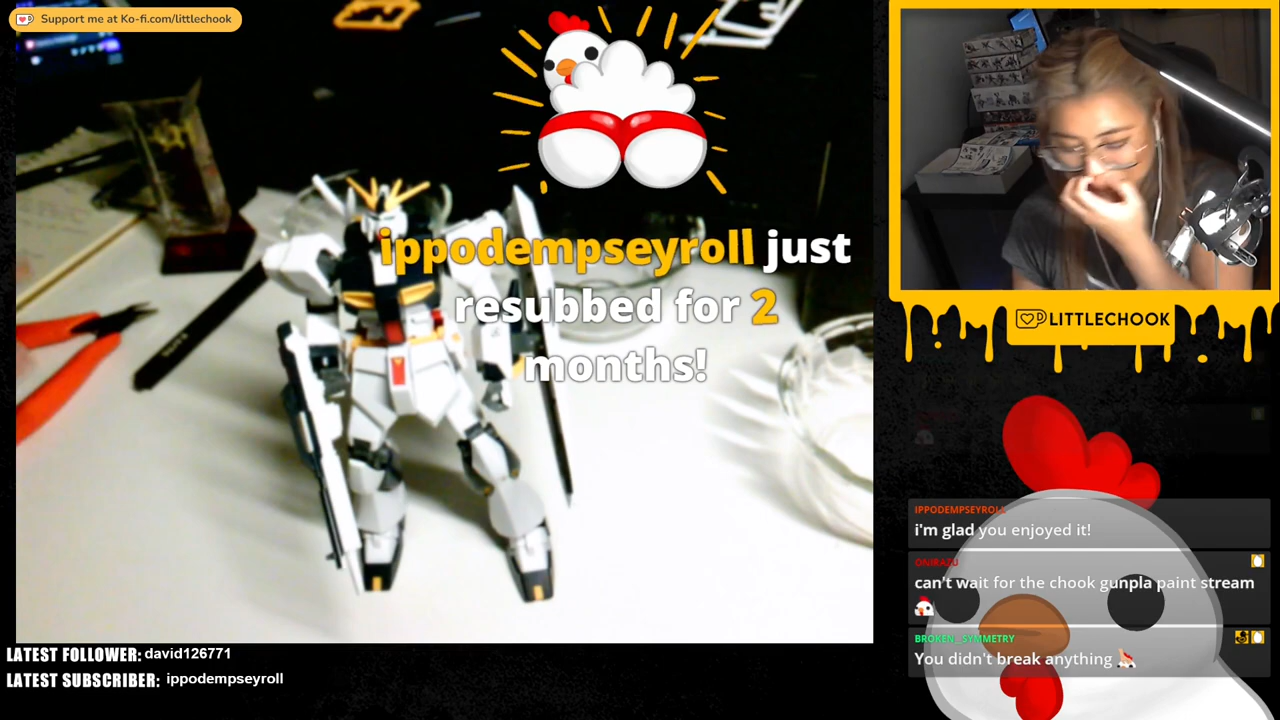 Support me at Ko-fi.com/littlechook
ippodempseyroll just
resubbed for 2
months!
LITTLECHOOK
IPPODEMPSEYROLL
i'm glad you enjoyed it!
ONIRAZU
can't wait for the chook gunpla paint stream
BROKEN_SYMMETRY
You didn't break anything
LATEST FOLLOWER: david126771
LATEST SUBSCRIBER: ippodempseyroll